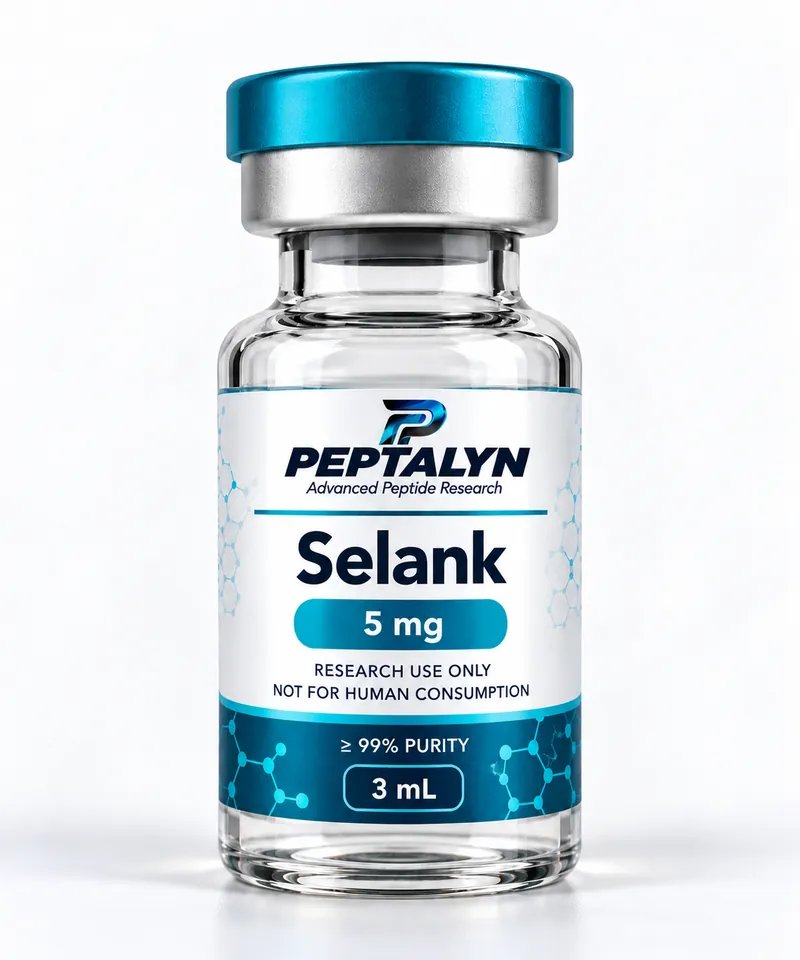 PEPTALYN
Advanced Peptide Research
Selank
5 mg
RESEARCH USE ONLY
NOT FOR HUMAN CONSUMPTION
≥ 99% PURITY
3 mL